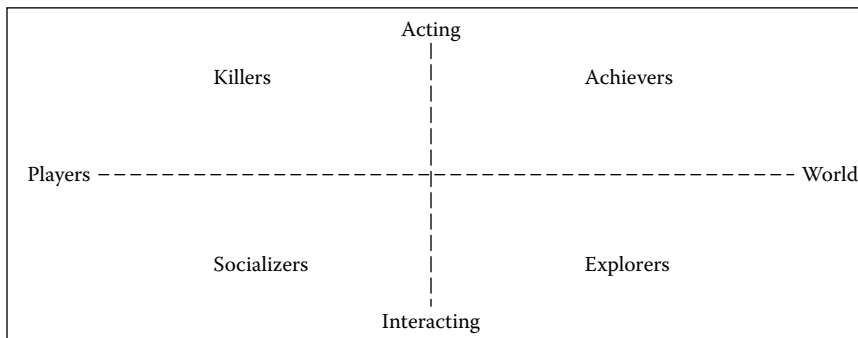 Acting
Killers Achievers
Players World
Socializers Explorers
Interacting